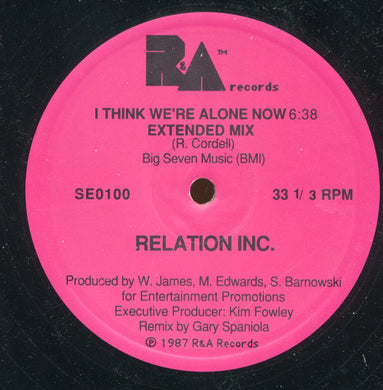 R&A™
records
I THINK WE'RE ALONE NOW 6:38
EXTENDED MIX
(R. Cordell)
Big Seven Music (BMI)
SE0100 33 1/3 RPM
RELATION INC.
Produced by W. James, M. Edwards, S. Barnowski
for Entertainment Promotions
Executive Producer: Kim Fowley
Remix by Gary Spaniola
℗ 1987 R&A Records